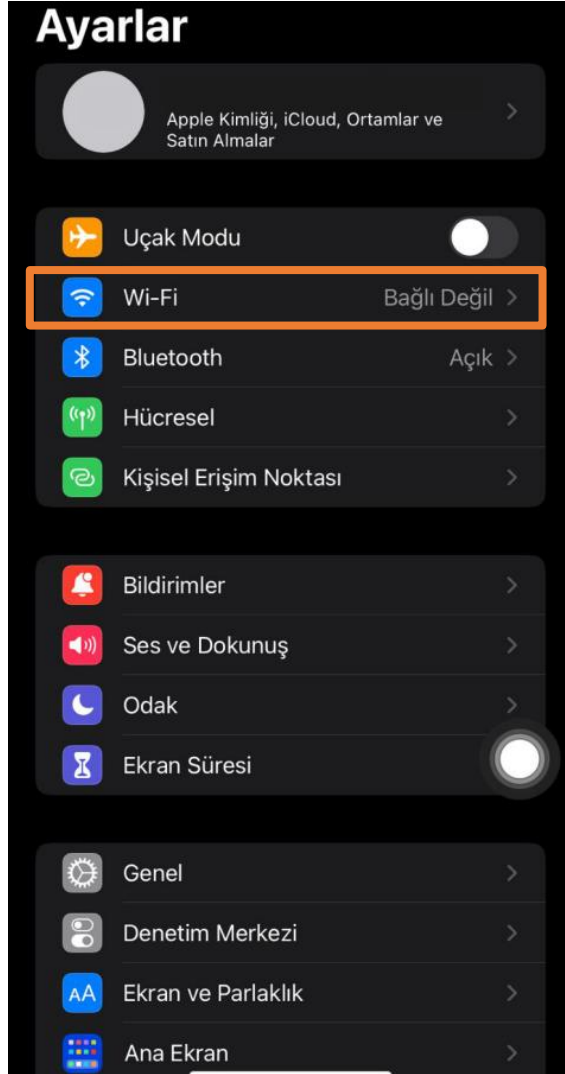 Ayarlar
Apple Kimliği, iCloud, Ortamlar ve
Satın Almalar
Uçak Modu
Wi-Fi Bağlı Değil
Bluetooth Açık
Hücresel
Kişisel Erişim Noktası
Bildirimler
Ses ve Dokunuş
Odak
Ekran Süresi
Genel
Denetim Merkezi
AA Ekran ve Parlaklık
Ana Ekran